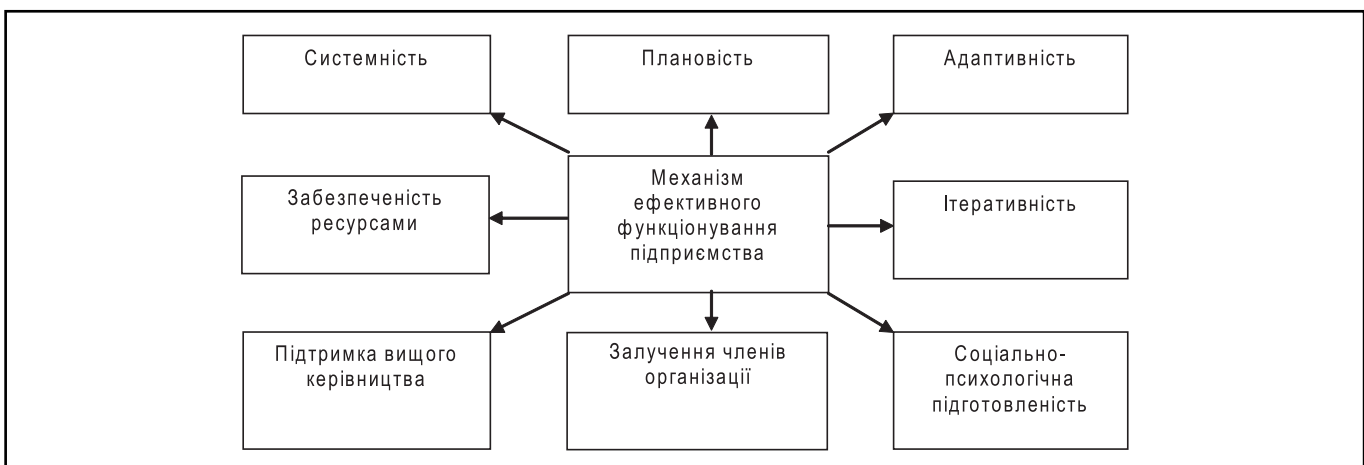 Системність
Плановість
Адаптивність
Забезпеченість
ресурсами
Механізм
ефективного
функціонування
підприємства
Ітеративність
Підтримка вищого
керівництва
Залучення членів
організації
Соціально-
психологічна
підготовленість